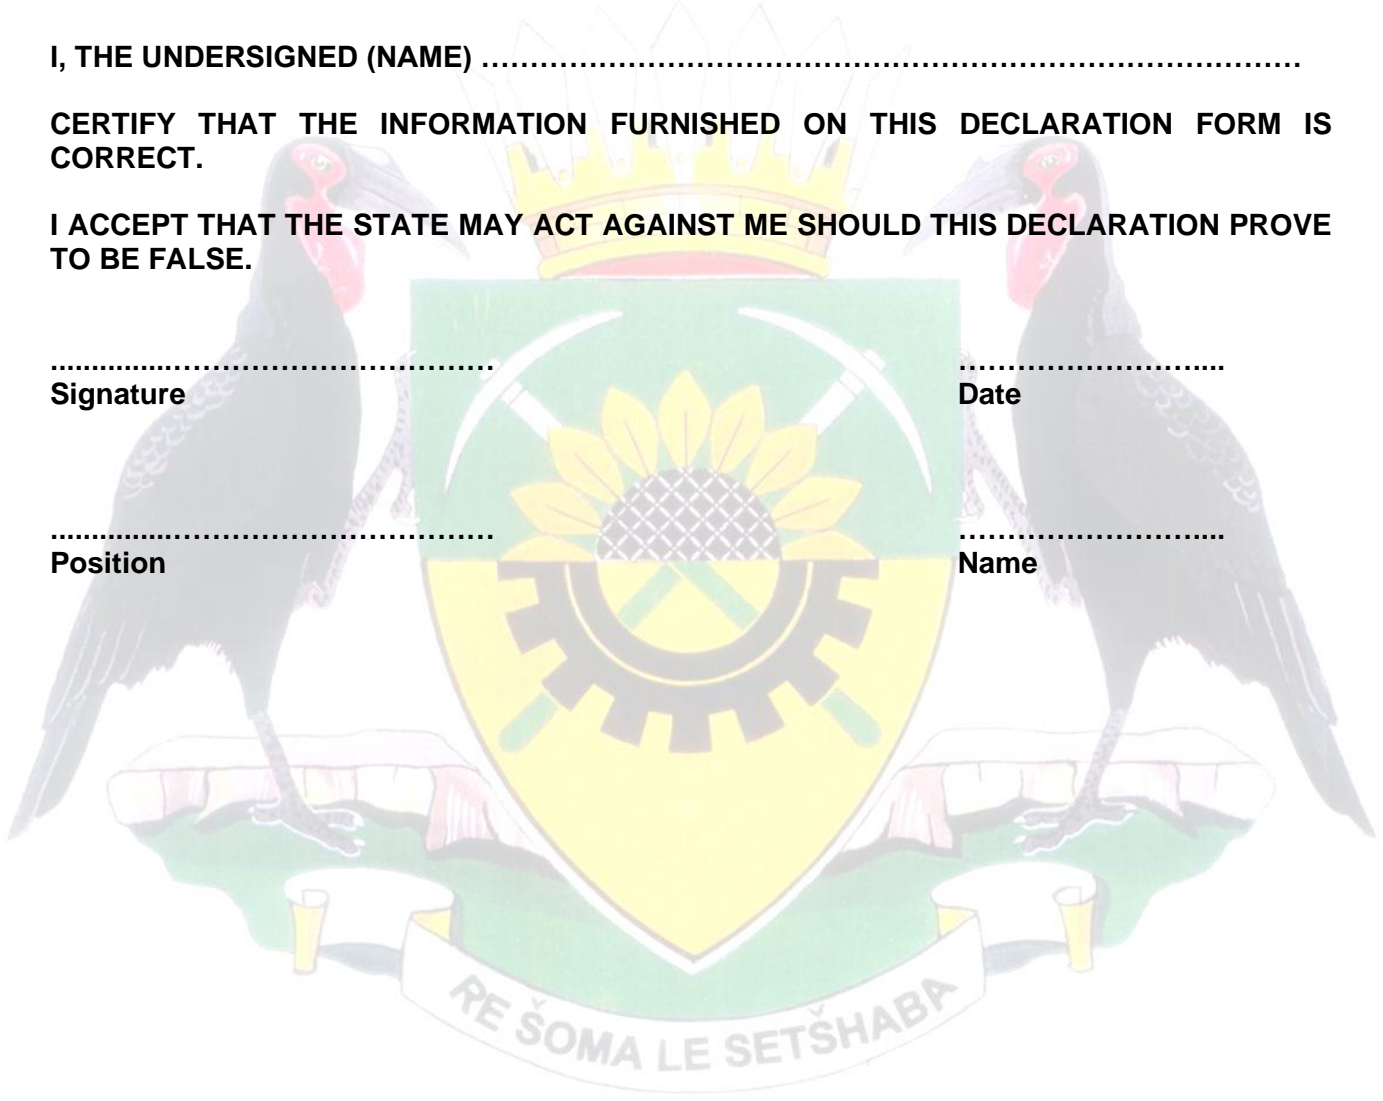 I, THE UNDERSIGNED (NAME) ……………………………………………………………………………
CERTIFY THAT THE INFORMATION FURNISHED ON THIS DECLARATION FORM IS
CORRECT.
I ACCEPT THAT THE STATE MAY ACT AGAINST ME SHOULD THIS DECLARATION PROVE
TO BE FALSE.
...............…………………………… …………………….....
Signature Date
...............…………………………… …………………….....
Position Name
RE ŠOMA LE SETŠHABA